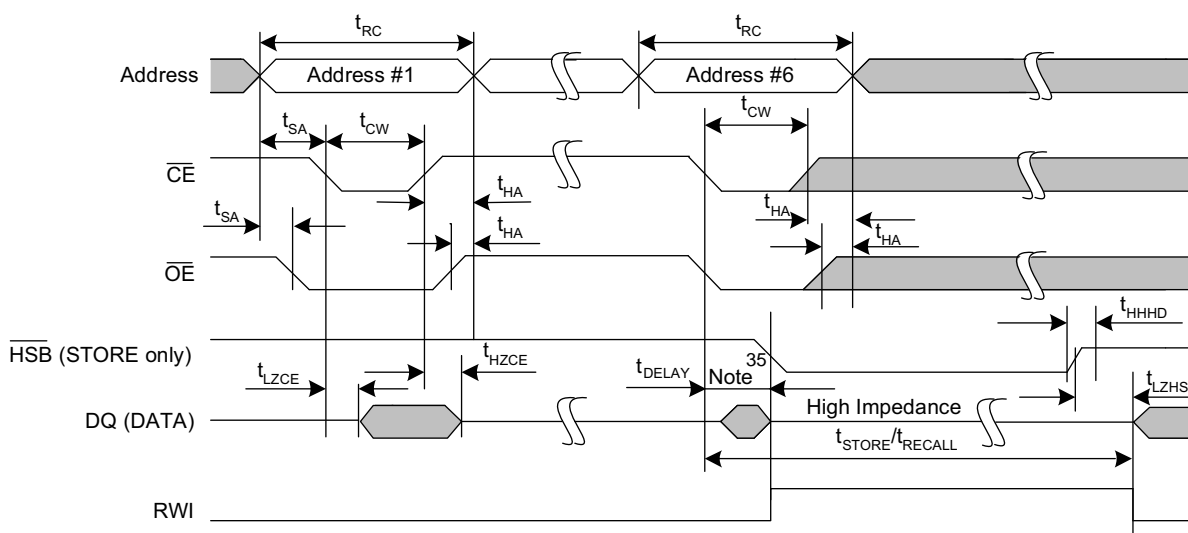 tRC
tRC
Address
Address #1
Address #6
tSA
tCW
tCW
CE
tHA
tHA
tSA
tHA
tHA
OE
tHHHD
HSB (STORE only)
tHZCE
tDELAY
Note 35
tLZCE
tLZHS
DQ (DATA)
High Impedance
tSTORE/tRECALL
RWI